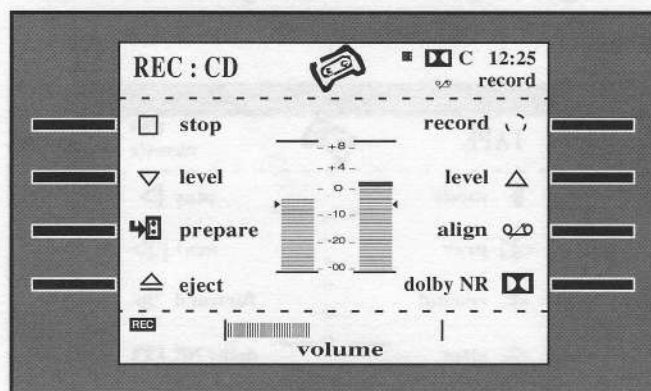 REC : CD
C 12:25
record
stop
record
level
level
prepare
align
eject
dolby NR
+8
+4
0
-10
-20
-00
REC
volume